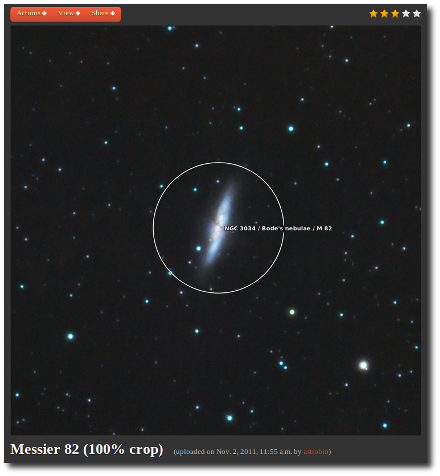 Actions View Share
NGC 3034 / Bode's nebulae / M 82
Messier 82 (100% crop) (uploaded on Nov. 2, 2011, 11:55 a.m. by astrobio)